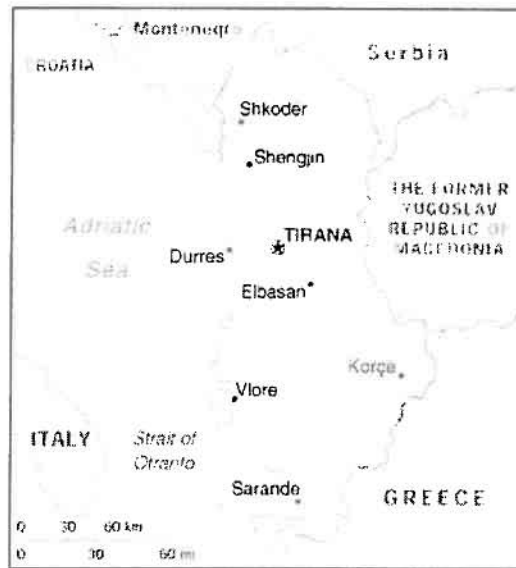 Montenegro
Serbia
CROATIA
Shkoder
Shengjin
THE FORMER
YUGOSLAV
REPUBLIC OF
MACEDONIA
Adriatic
Sea
TIRANA
Durres
Elbasan
Korçe
Vlore
ITALY
Strait of
Otranto
Sarande
GREECE
0 30 60 km
0 30 60 mi